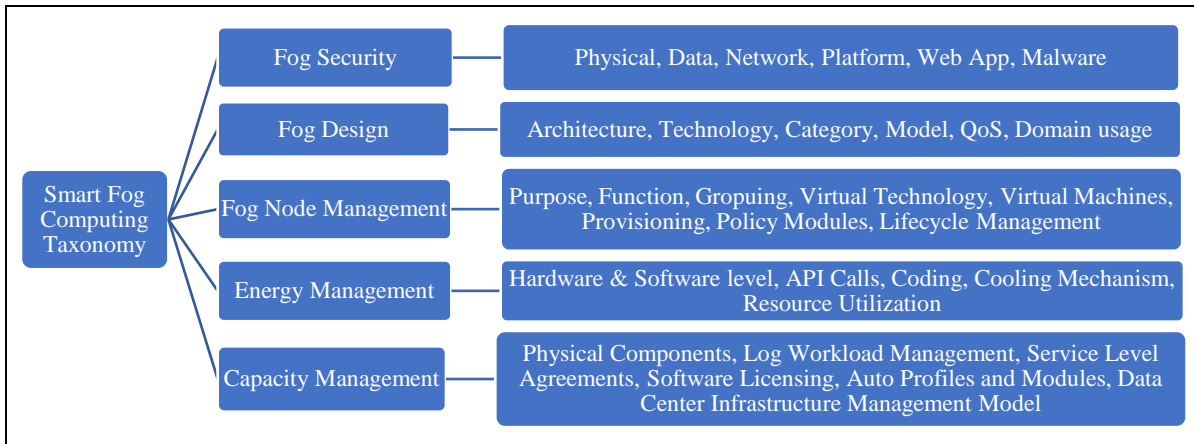 Smart Fog
Computing
Taxonomy
Fog Security
Physical, Data, Network, Platform, Web App, Malware
Fog Design
Architecture, Technology, Category, Model, QoS, Domain usage
Fog Node Management
Purpose, Function, Gropuing, Virtual Technology, Virtual Machines,
Provisioning, Policy Modules, Lifecycle Management
Energy Management
Hardware & Software level, API Calls, Coding, Cooling Mechanism,
Resource Utilization
Capacity Management
Physical Components, Log Workload Management, Service Level
Agreements, Software Licensing, Auto Profiles and Modules, Data
Center Infrastructure Management Model